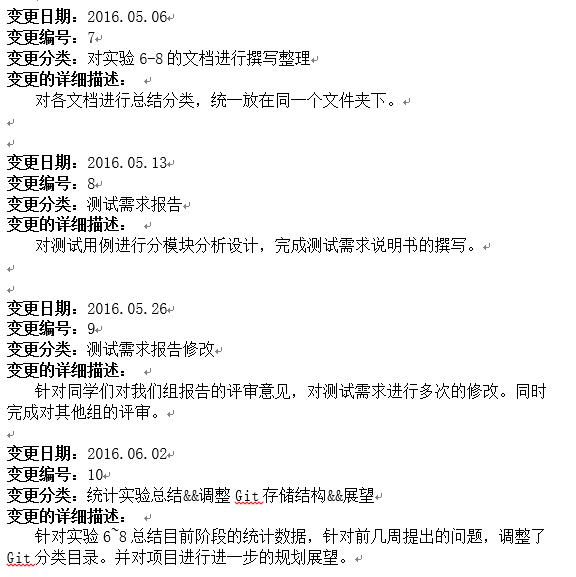 变更日期：2016.05.06
变更编号：7
变更分类：对实验6-8的文档进行撰写整理
变更的详细描述：
对各文档进行总结分类，统一放在同一个文件夹下。
变更日期：2016.05.13
变更编号：8
变更分类：测试需求报告
变更的详细描述：
对测试用例进行分模块分析设计，完成测试需求说明书的撰写。
变更日期：2016.05.26
变更编号：9
变更分类：测试需求报告修改
变更的详细描述：
针对同学们对我们组报告的评审意见，对测试需求进行多次的修改。同时
完成对其他组的评审。
变更日期：2016.06.02
变更编号：10
变更分类：统计实验总结&&调整Git存储结构&&展望
变更的详细描述：
针对实验6~8总结目前阶段的统计数据，针对前几周提出的问题，调整了
Git分类目录。并对项目进行进一步的规划展望。